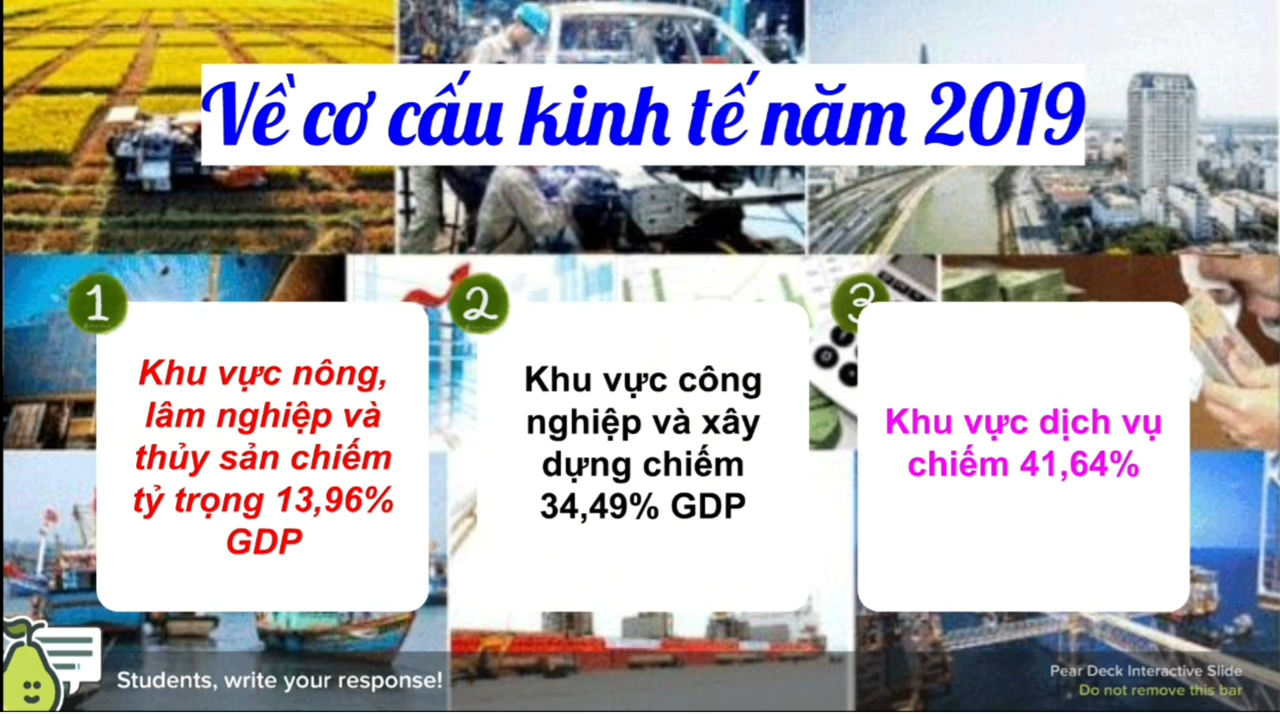 Về cơ cấu kinh tế năm 2019
1
Khu vực nông,
lâm nghiệp và
thủy sản chiếm
tỷ trọng 13,96%
GDP
2
Khu vực công
nghiệp và xây
dựng chiếm
34,49% GDP
3
Khu vực dịch vụ
chiếm 41,64%
Students, write your response!
Pear Deck Interactive Slide
Do not remove this bar